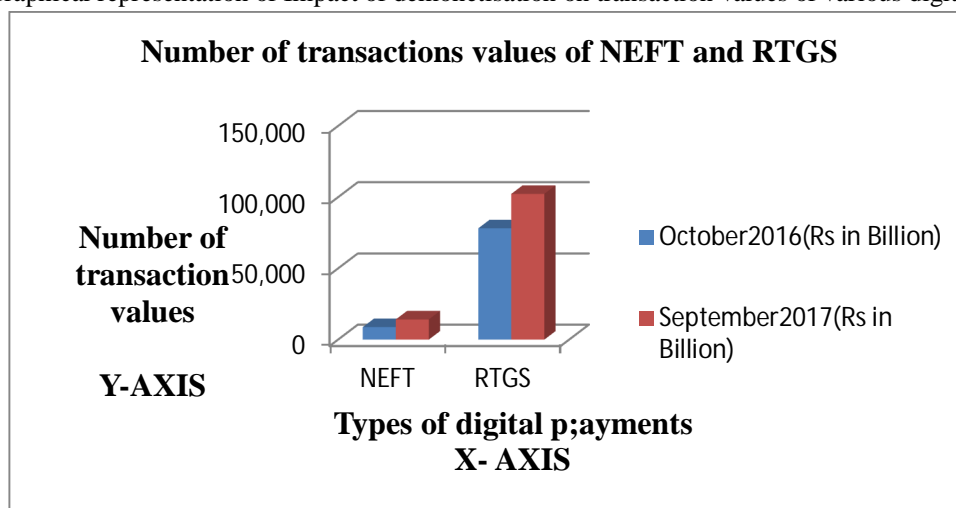 Number of transactions values of NEFT and RTGS
150,000
100,000
50,000
0
Number of
transaction
values
Y-AXIS
NEFT RTGS
Types of digital p;ayments
X- AXIS
October2016(Rs in Billion)
September2017(Rs in
Billion)